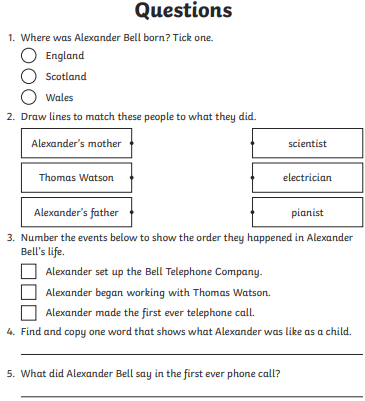 Questions
1. Where was Alexander Bell born? Tick one.
England
Scotland
Wales
2. Draw lines to match these people to what they did.
Alexander's mother
scientist
Thomas Watson
electrician
Alexander's father
pianist
3. Number the events below to show the order they happened in Alexander
Bell's life.
Alexander set up the Bell Telephone Company.
Alexander began working with Thomas Watson.
Alexander made the first ever telephone call.
4. Find and copy one word that shows what Alexander was like as a child.
5. What did Alexander Bell say in the first ever phone call?